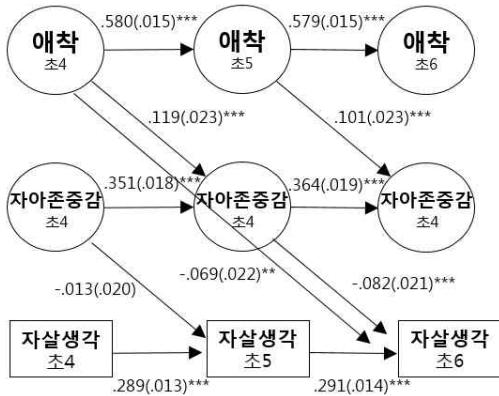 .580(.015)***
.579(.015)***
애착
초4
애착
초5
애착
초6
.119(.023)***
.101(.023)***
.351(.018)***
.364(.019)***
자아존중감
초4
자아존중감
초4
자아존중감
초4
-.013(.020)
-.069(.022)**
-.082(.021)***
자살생각
초4
자살생각
초5
자살생각
초6
.289(.013)***
.291(.014)***